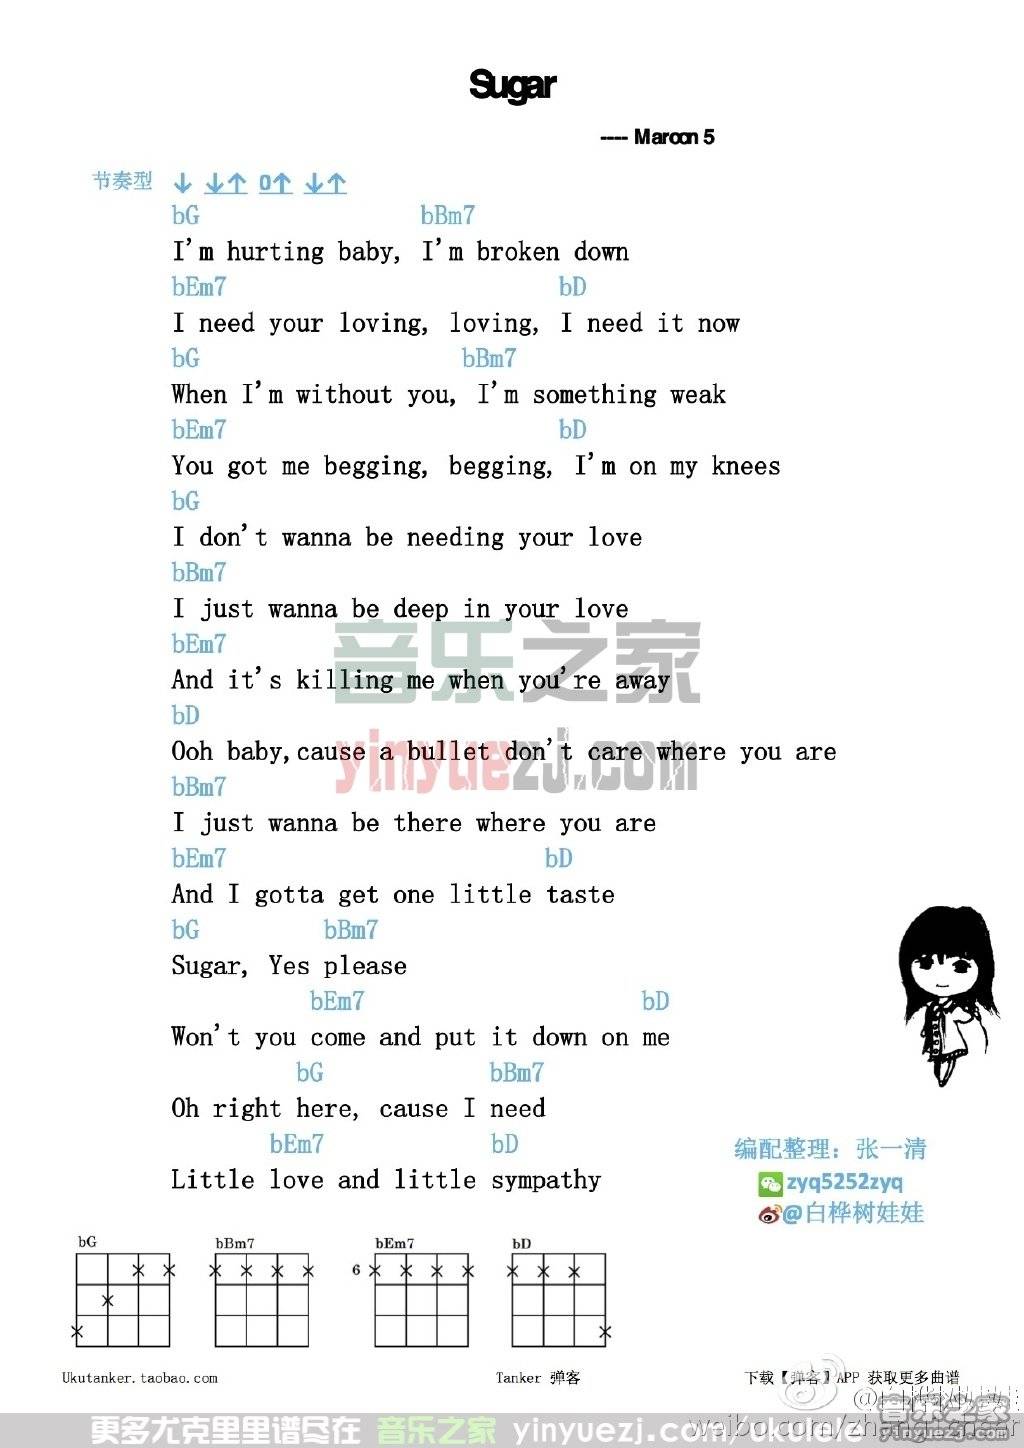 Sugar
---- Maroon 5
节奏型 ↓ ↓↑ 0↑ ↓↑
bG bBm7
I'm hurting baby, I'm broken down
bEm7 bD
I need your loving, loving, I need it now
bG bBm7
When I'm without you, I'm something weak
bEm7 bD
You got me begging, begging, I'm on my knees
bG
I don't wanna be needing your love
bBm7
I just wanna be deep in your love
bEm7
And it's killing me when you're away
bD
Ooh baby,cause a bullet don't care where you are
bBm7
I just wanna be there where you are
bEm7 bD
And I gotta get one little taste
bG bBm7
Sugar, Yes please
bEm7 bD
Won't you come and put it down on me
bG bBm7
Oh right here, cause I need
bEm7 bD
Little love and little sympathy
音乐之家
yinyuezj.com
编配整理：张一清
zyq5252zyq
@白桦树娃娃
bG bBm7 bEm7 bD
6
Ukutanker.taobao.com Tanker 弹客 下载【弹客】APP 获取更多曲谱
更多尤克里里谱尽在 音乐之家 yinyuezj.com/ukulili/
音乐之家
yinyuezj.com